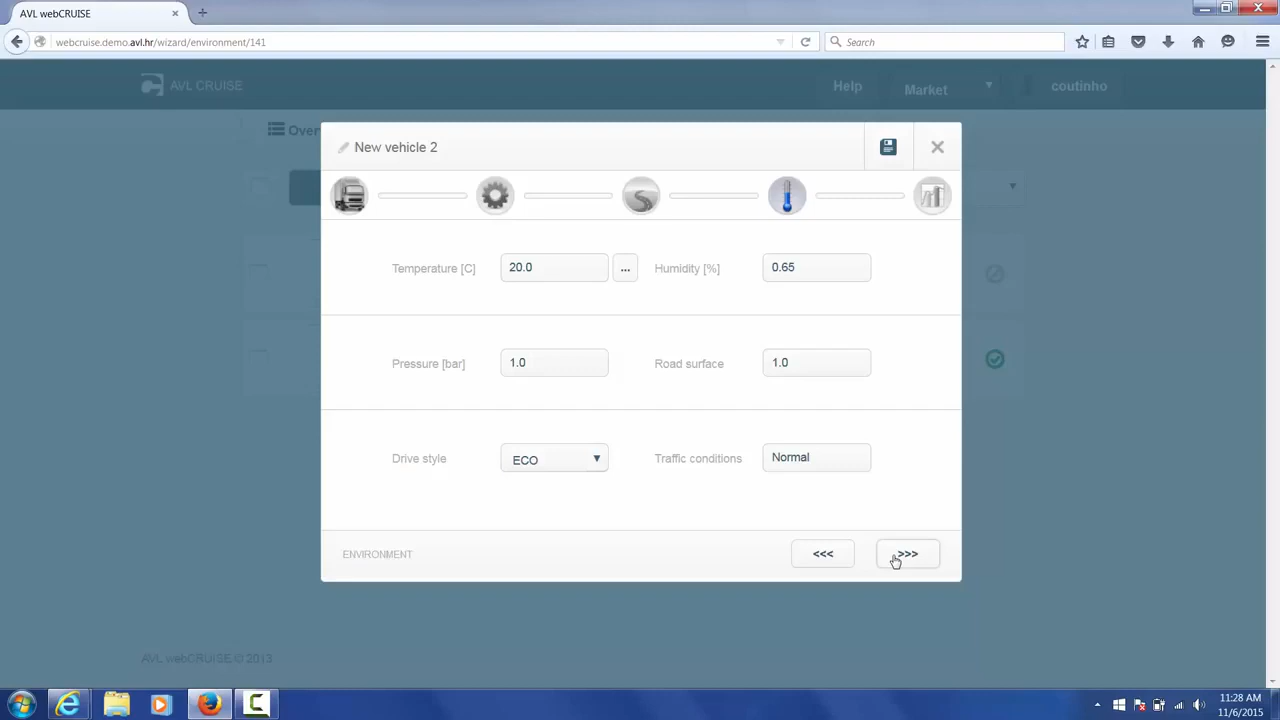 AVL webCRUISE
webcruise.demo.avl.hr/wizard/environment/141
Search
AVL CRUISE
Help
Market
coutinho
Over
New vehicle 2
Temperature [C]
20.0
...
Humidity [%]
0.65
Pressure [bar]
1.0
Road surface
1.0
Drive style
ECO
Traffic conditions
Normal
ENVIRONMENT
<<<
>>>
AVL webCRUISE © 2013
11:28 AM
11/6/2015